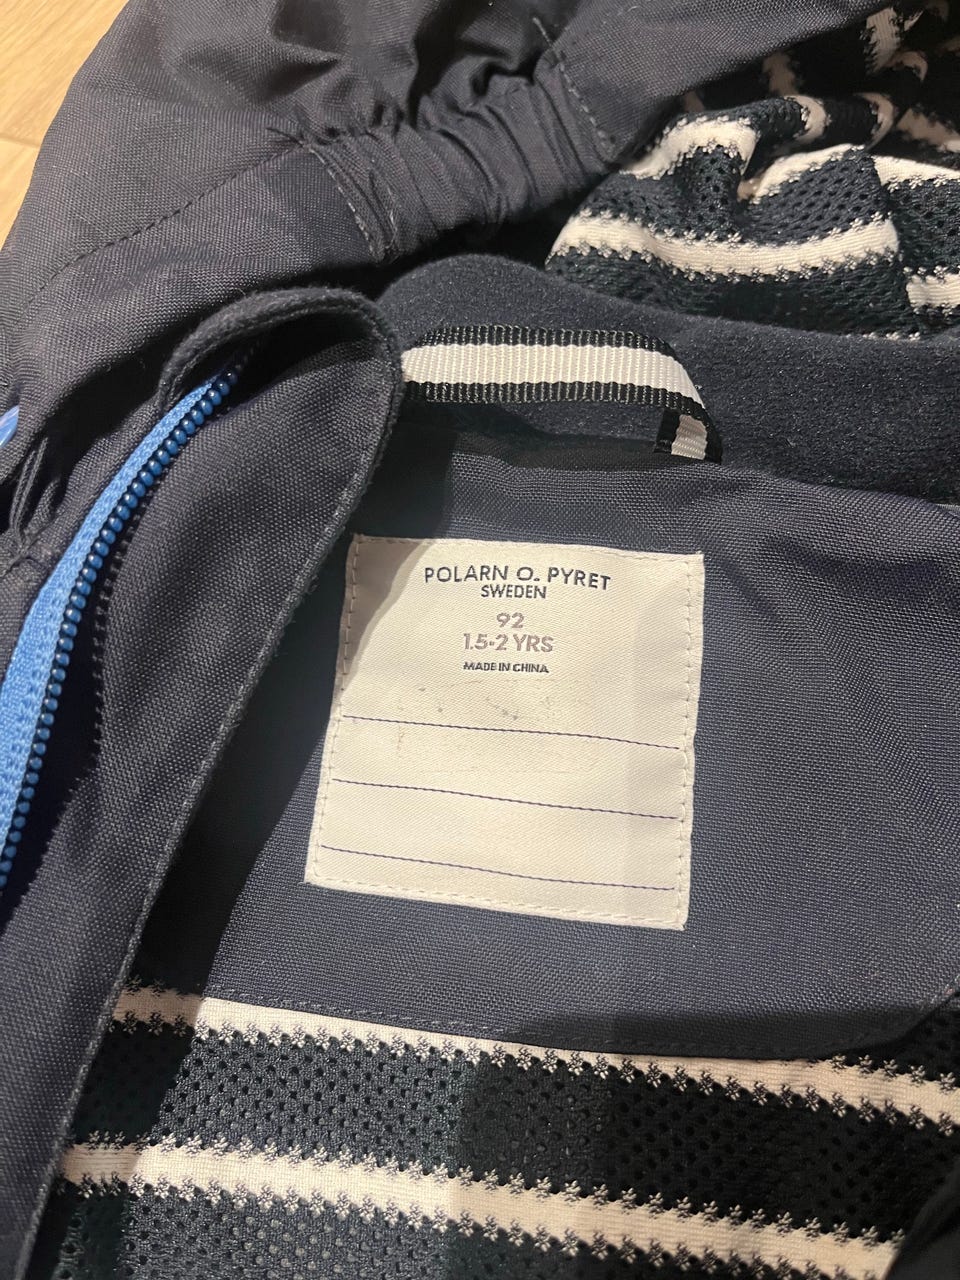 POLARN O. PYRET
SWEDEN
92
1.5-2 YRS
MADE IN CHINA